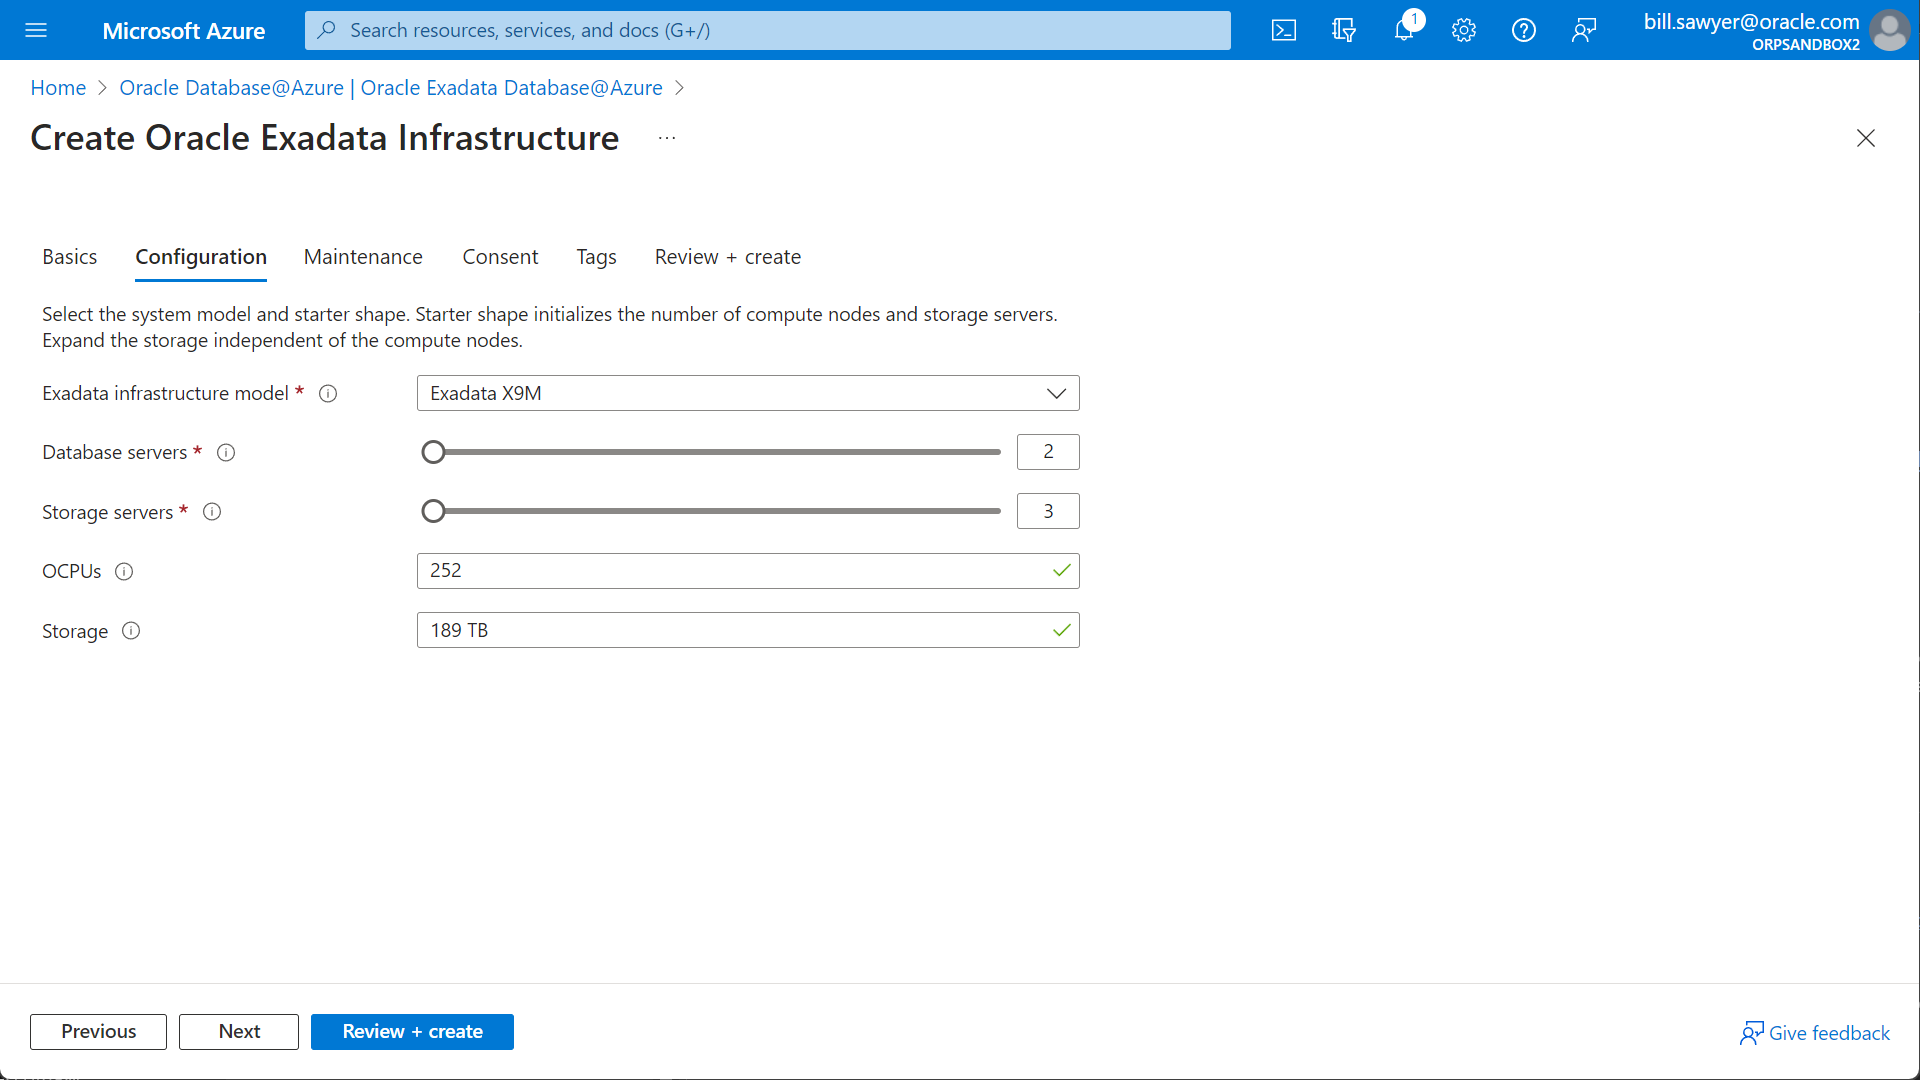 Microsoft Azure
Search resources, services, and docs (G+/)
1
bill.sawyer@oracle.com
ORPSANDBOX2
Home > Oracle Database@Azure | Oracle Exadata Database@Azure >
Create Oracle Exadata Infrastructure ...
Basics Configuration Maintenance Consent Tags Review + create
Select the system model and starter shape. Starter shape initializes the number of compute nodes and storage servers.
Expand the storage independent of the compute nodes.
Exadata infrastructure model * Exadata X9M
Database servers * 2
Storage servers * 3
OCPUs 252
Storage 189 TB
Previous Next Review + create Give feedback